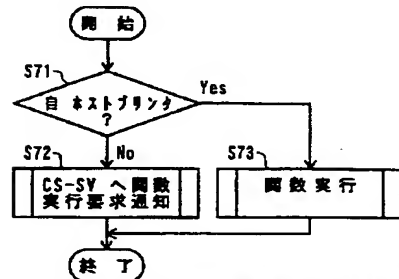 開始
S71
自ホストプリンタ
?
Yes
No
S72
CS-SVへ関数
実行要求通知
S73
関数実行
終了